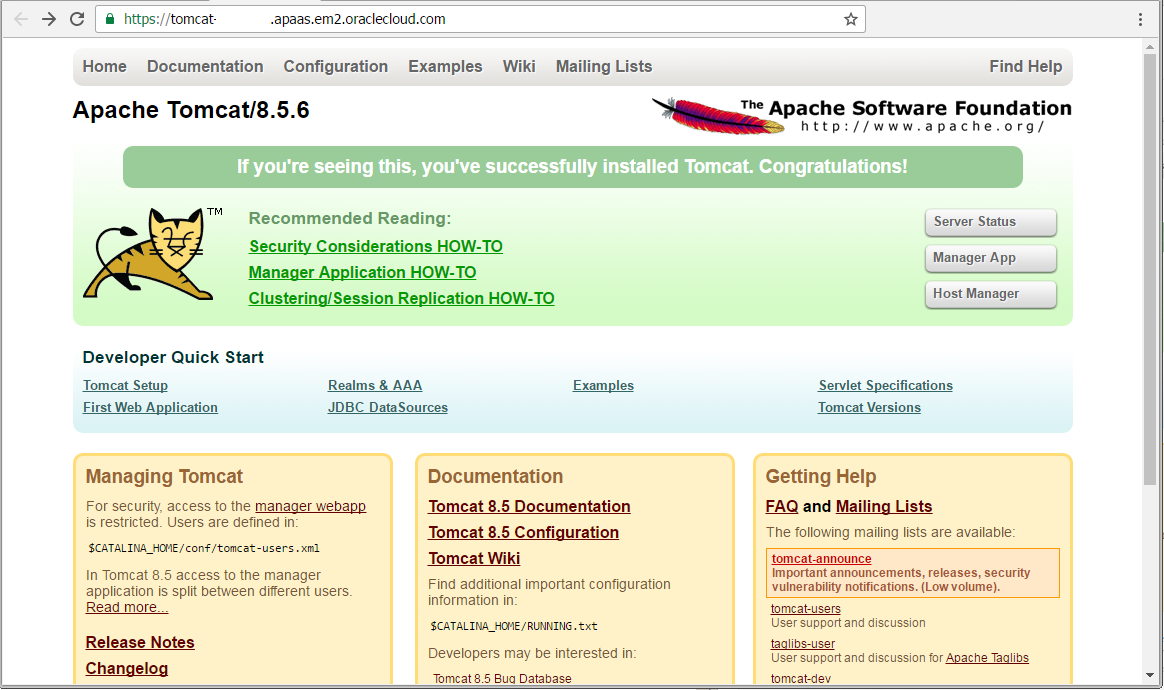 https://tomcat- .apaas.em2.oraclecloud.com
Home Documentation Configuration Examples Wiki Mailing Lists Find Help
Apache Tomcat/8.5.6
The Apache Software Foundation
http://www.apache.org/
If you're seeing this, you've successfully installed Tomcat. Congratulations!
TM
Recommended Reading:
Security Considerations HOW-TO
Manager Application HOW-TO
Clustering/Session Replication HOW-TO
Server Status
Manager App
Host Manager
Developer Quick Start
Tomcat Setup
First Web Application
Realms & AAA
JDBC DataSources
Examples
Servlet Specifications
Tomcat Versions
Managing Tomcat
For security, access to the manager webapp
is restricted. Users are defined in:
$CATALINA_HOME/conf/tomcat-users.xml
In Tomcat 8.5 access to the manager
application is split between different users.
Read more...
Release Notes
Changelog
Documentation
Tomcat 8.5 Documentation
Tomcat 8.5 Configuration
Tomcat Wiki
Find additional important configuration
information in:
$CATALINA_HOME/RUNNING.txt
Developers may be interested in:
Tomcat 8.5 Bug Database
Getting Help
FAQ and Mailing Lists
The following mailing lists are available:
tomcat-announce
Important announcements, releases, security
vulnerability notifications. (Low volume).
tomcat-users
User support and discussion
taglibs-user
User support and discussion for Apache Taglibs
tomcat-dev